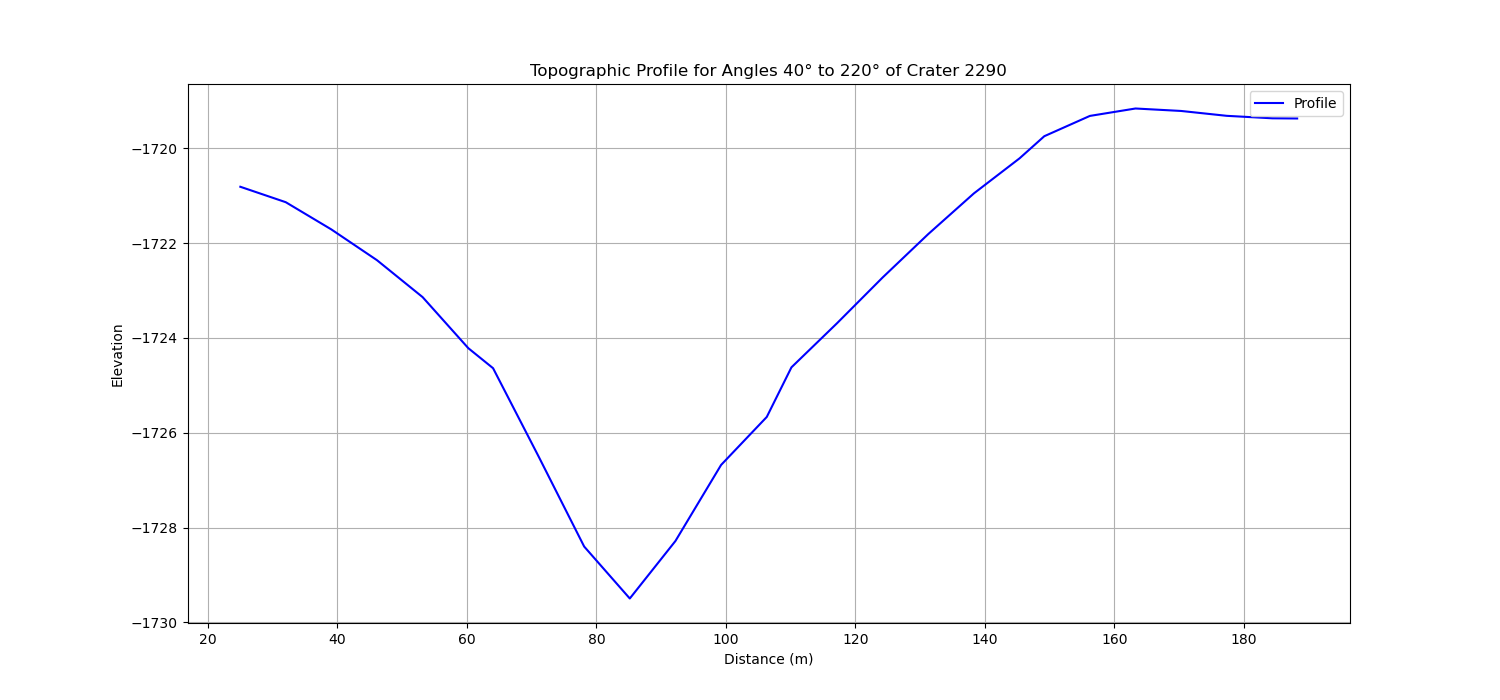 Topographic Profile for Angles 40° to 220° of Crater 2290
Profile
Elevation
−1720
−1722
−1724
−1726
−1728
−1730
20 40 60 80 100 120 140 160 180
Distance (m)